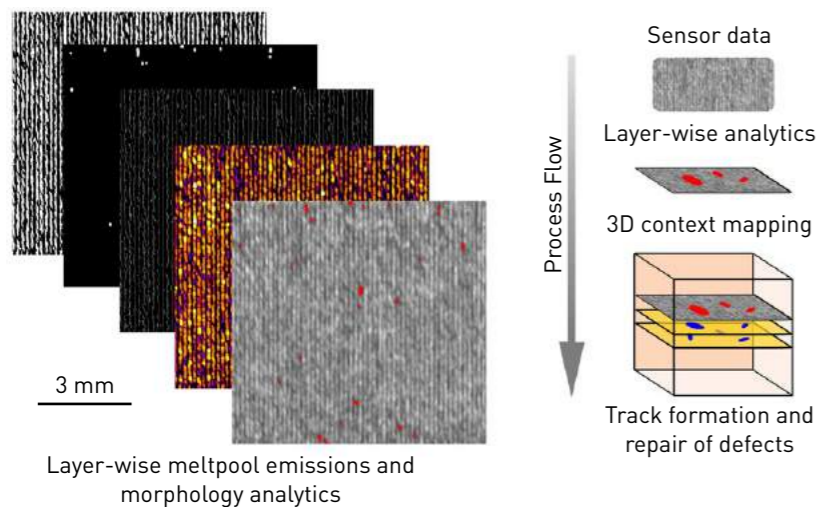 3 mm
Layer-wise meltpool emissions and
morphology analytics
Process Flow
Sensor data
Layer-wise analytics
3D context mapping
Track formation and
repair of defects